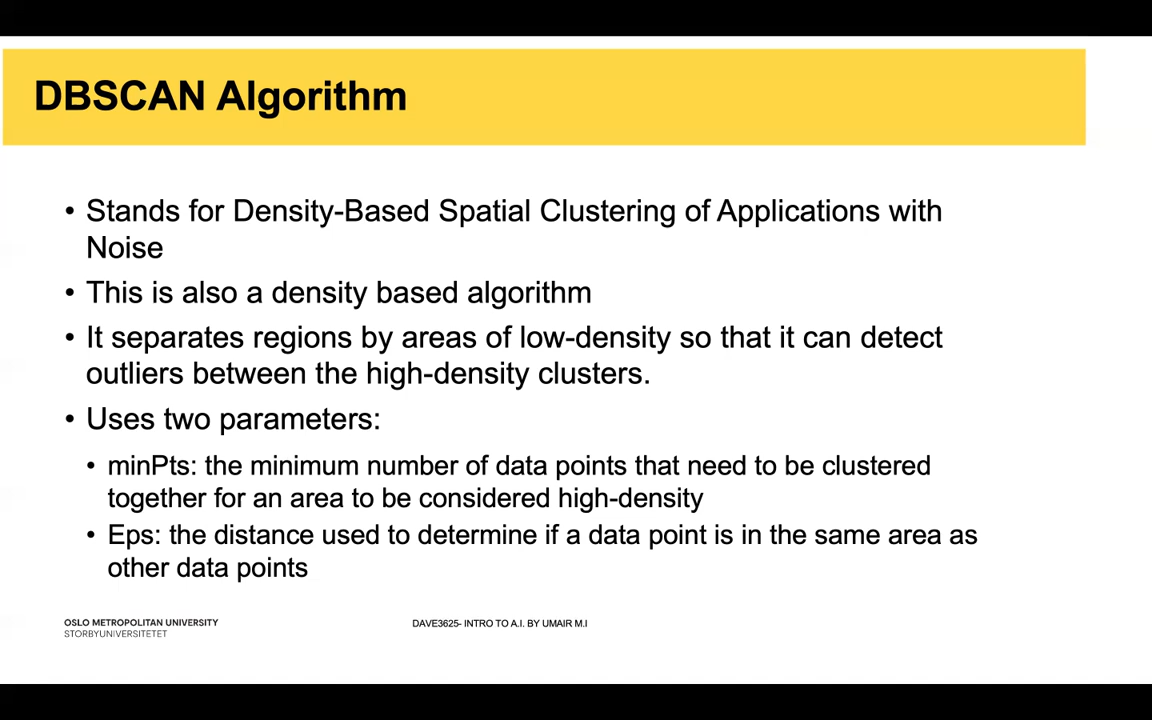 DBSCAN Algorithm
• Stands for Density-Based Spatial Clustering of Applications with
Noise
• This is also a density based algorithm
• It separates regions by areas of low-density so that it can detect
outliers between the high-density clusters.
• Uses two parameters:
• minPts: the minimum number of data points that need to be clustered
together for an area to be considered high-density
• Eps: the distance used to determine if a data point is in the same area as
other data points
OSLO METROPOLITAN UNIVERSITY
STORBYUNIVERSITETET
DAVE3625- INTRO TO A.I. BY UMAIR M.I